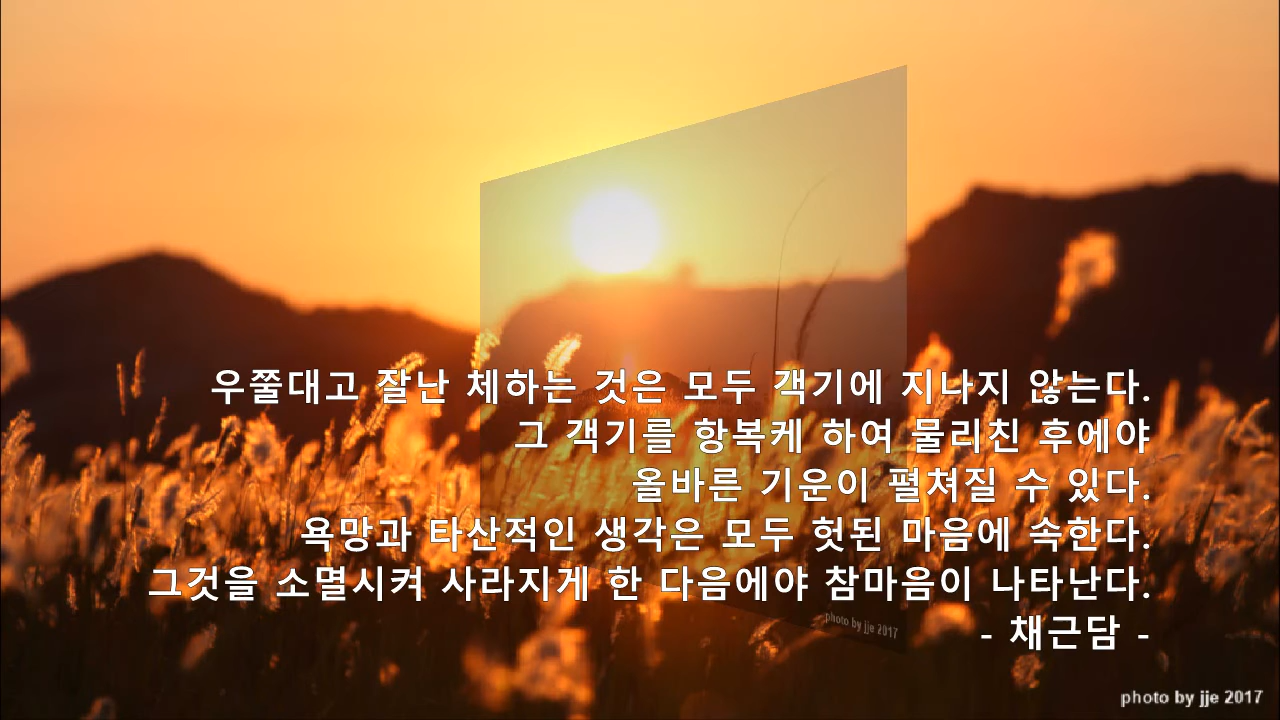 우쭐대고 잘난 체하는 것은 모두 객기에 지나지 않는다.
그 객기를 항복케 하여 물리친 후에야
올바른 기운이 펼쳐질 수 있다.
욕망과 타산적인 생각은 모두 헛된 마음에 속한다.
그것을 소멸시켜 사라지게 한 다음에야 참마음이 나타난다.
- 채근담 -
photo by jje 2017
photo by jje 2017